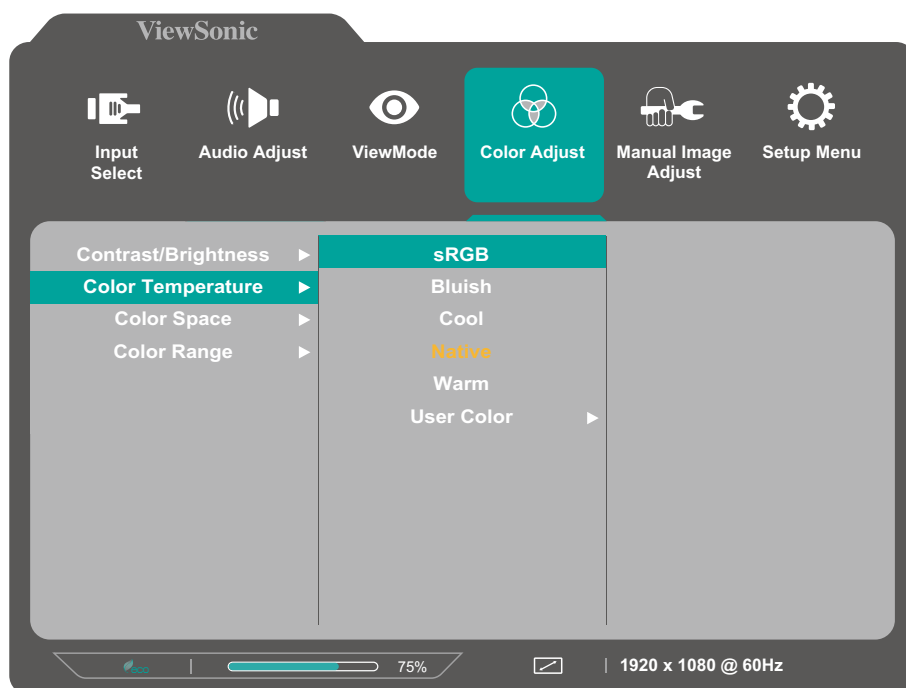 ViewSonic
Input
Select
Audio Adjust
ViewMode
Color Adjust
Manual Image
Adjust
Setup Menu
Contrast/Brightness
Color Temperature
Color Space
Color Range
sRGB
Bluish
Cool
Native
Warm
User Color
eco
75%
1920 x 1080 @ 60Hz